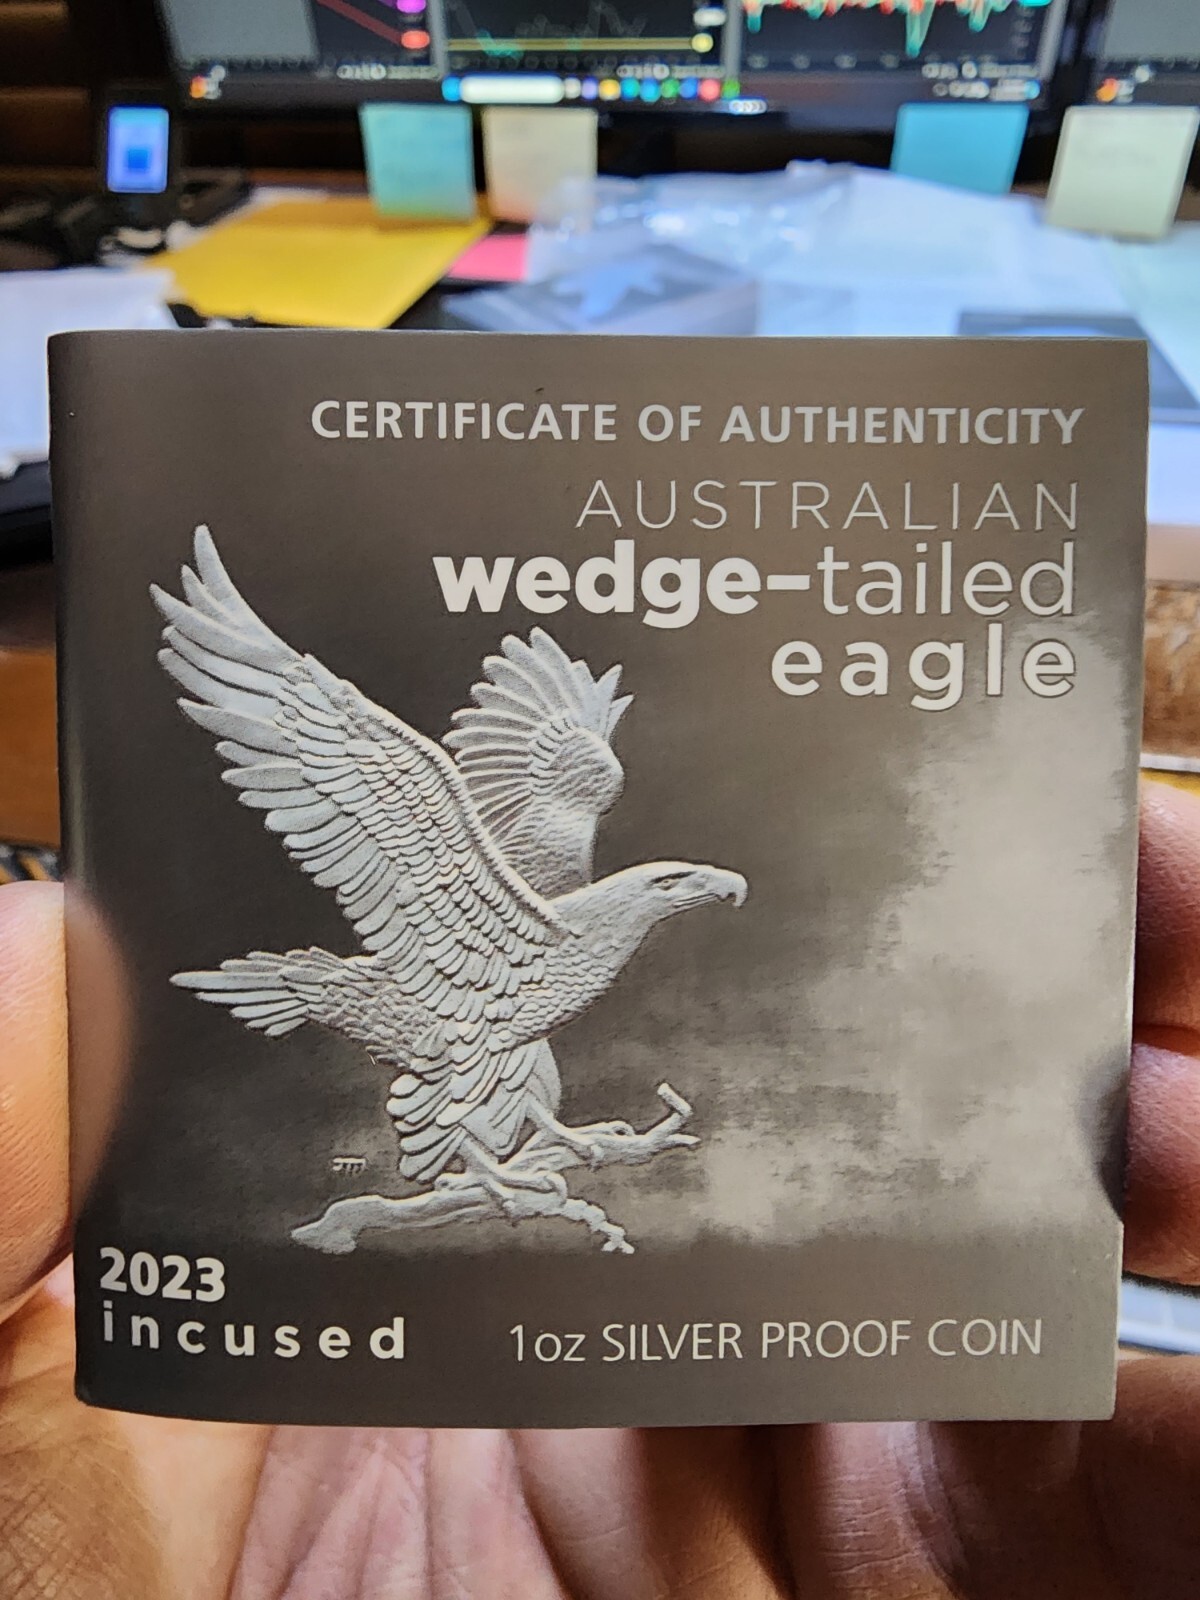 CERTIFICATE OF AUTHENTICITY
AUSTRALIAN
wedge-tailed
eagle
2023
incused
1oz SILVER PROOF COIN